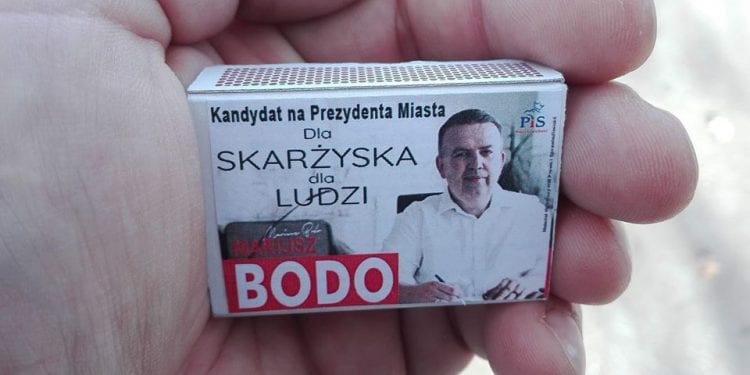 Kandydat na Prezydenta Miasta
Dla
SKARŻYSKA
dla
LUDZI
MARIUSZ
BODO
PiS